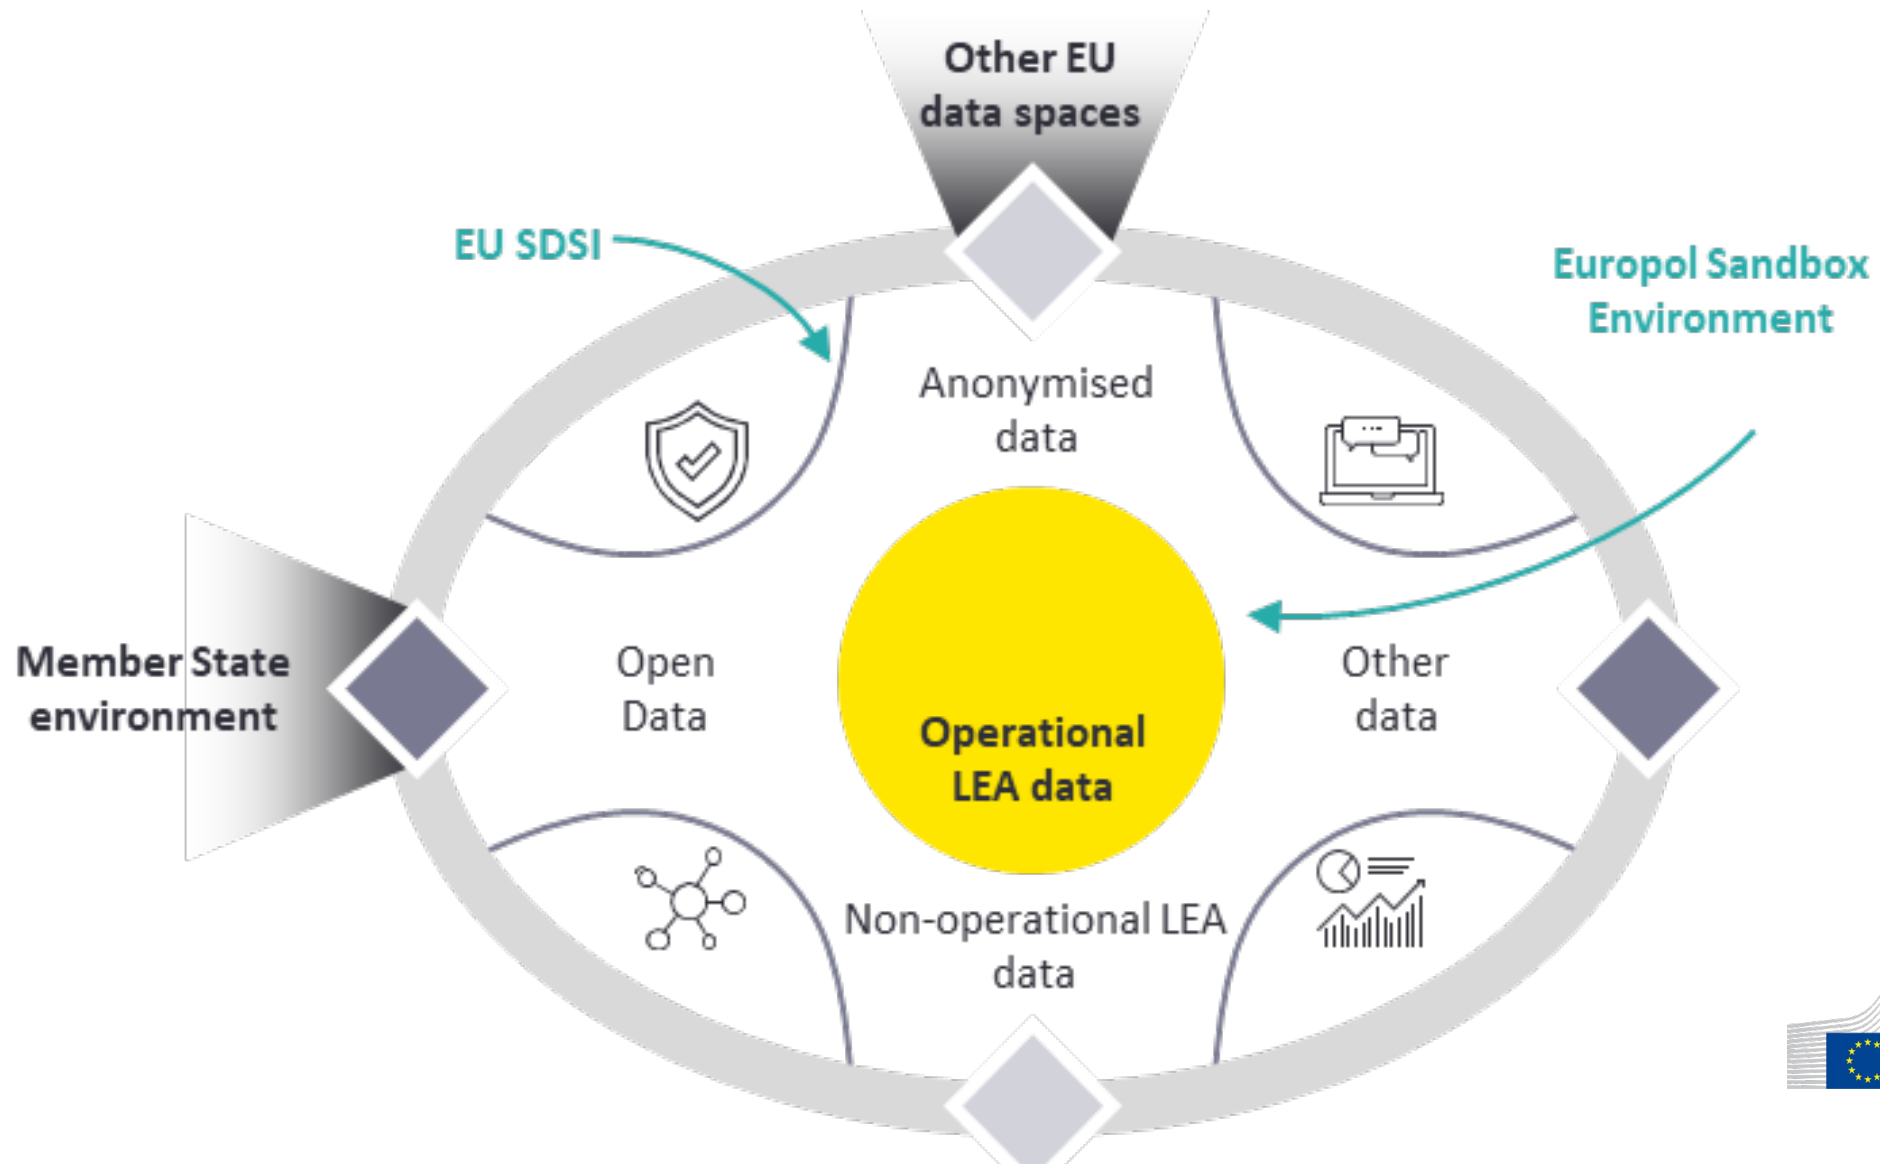 Other EU
data spaces
EU SDSI
Europol Sandbox
Environment
Anonymised
data
Member State
environment
Open
Data
Other
data
Operational
LEA data
Non-operational LEA
data